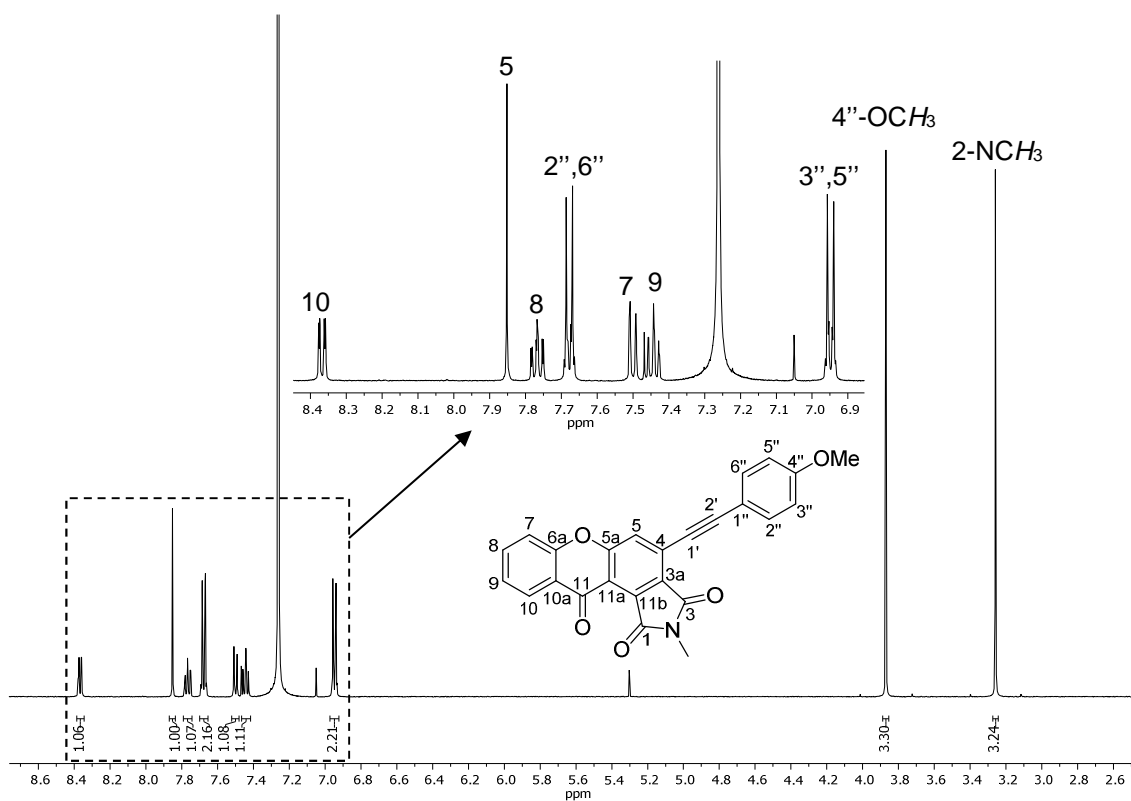 5
4’’-OCH3
2-NCH3
2’’,6’’
3’’,5’’
10
8
7
9
8.4 8.3 8.2 8.1 8.0 7.9 7.8 7.7 7.6 7.5 7.4 7.3 7.2 7.1 7.0 6.9
ppm
5"
6" 4" OMe
2' 1" 3"
7 O 5 2"
8 6a 5a 4 1'
9 10a 11 11a 3a
10 11b 3 O
O 1 N
O
1.06
1.00
1.07
2.16
1.08
1.11
2.21
3.30
3.24
8.6 8.4 8.2 8.0 7.8 7.6 7.4 7.2 7.0 6.8 6.6 6.4 6.2 6.0 5.8 5.6 5.4 5.2 5.0 4.8 4.6 4.4 4.2 4.0 3.8 3.6 3.4 3.2 3.0 2.8 2.6
ppm